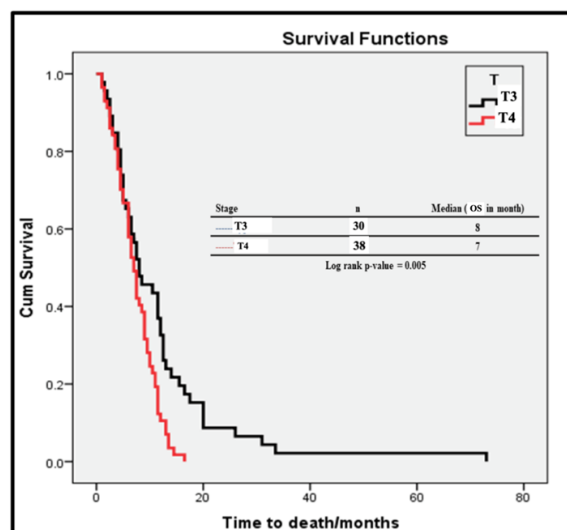 Survival Functions
T
T3
T4
1.0
0.8
0.6
0.4
0.2
0.0
Cum Survival
Stage n Median ( OS in month)
T3 30 8
T4 38 7
Log rank p-value = 0.005
0 20 40 60 80
Time to death/months